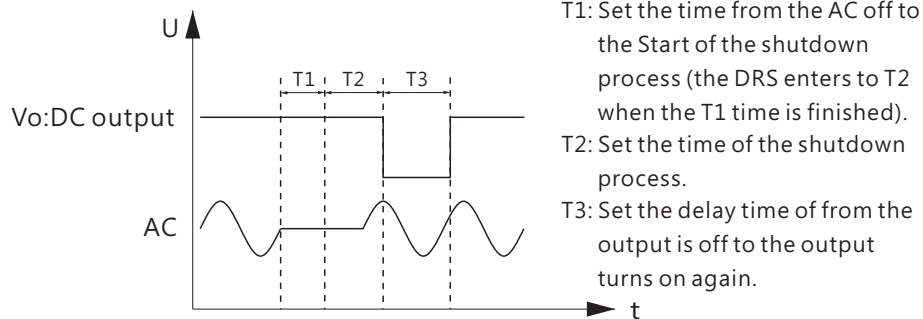 U
T1 T2 T3
Vo:DC output
AC
t
T1: Set the time from the AC off to
the Start of the shutdown
process (the DRS enters to T2
when the T1 time is finished).
T2: Set the time of the shutdown
process.
T3: Set the delay time of from the
output is off to the output
turns on again.